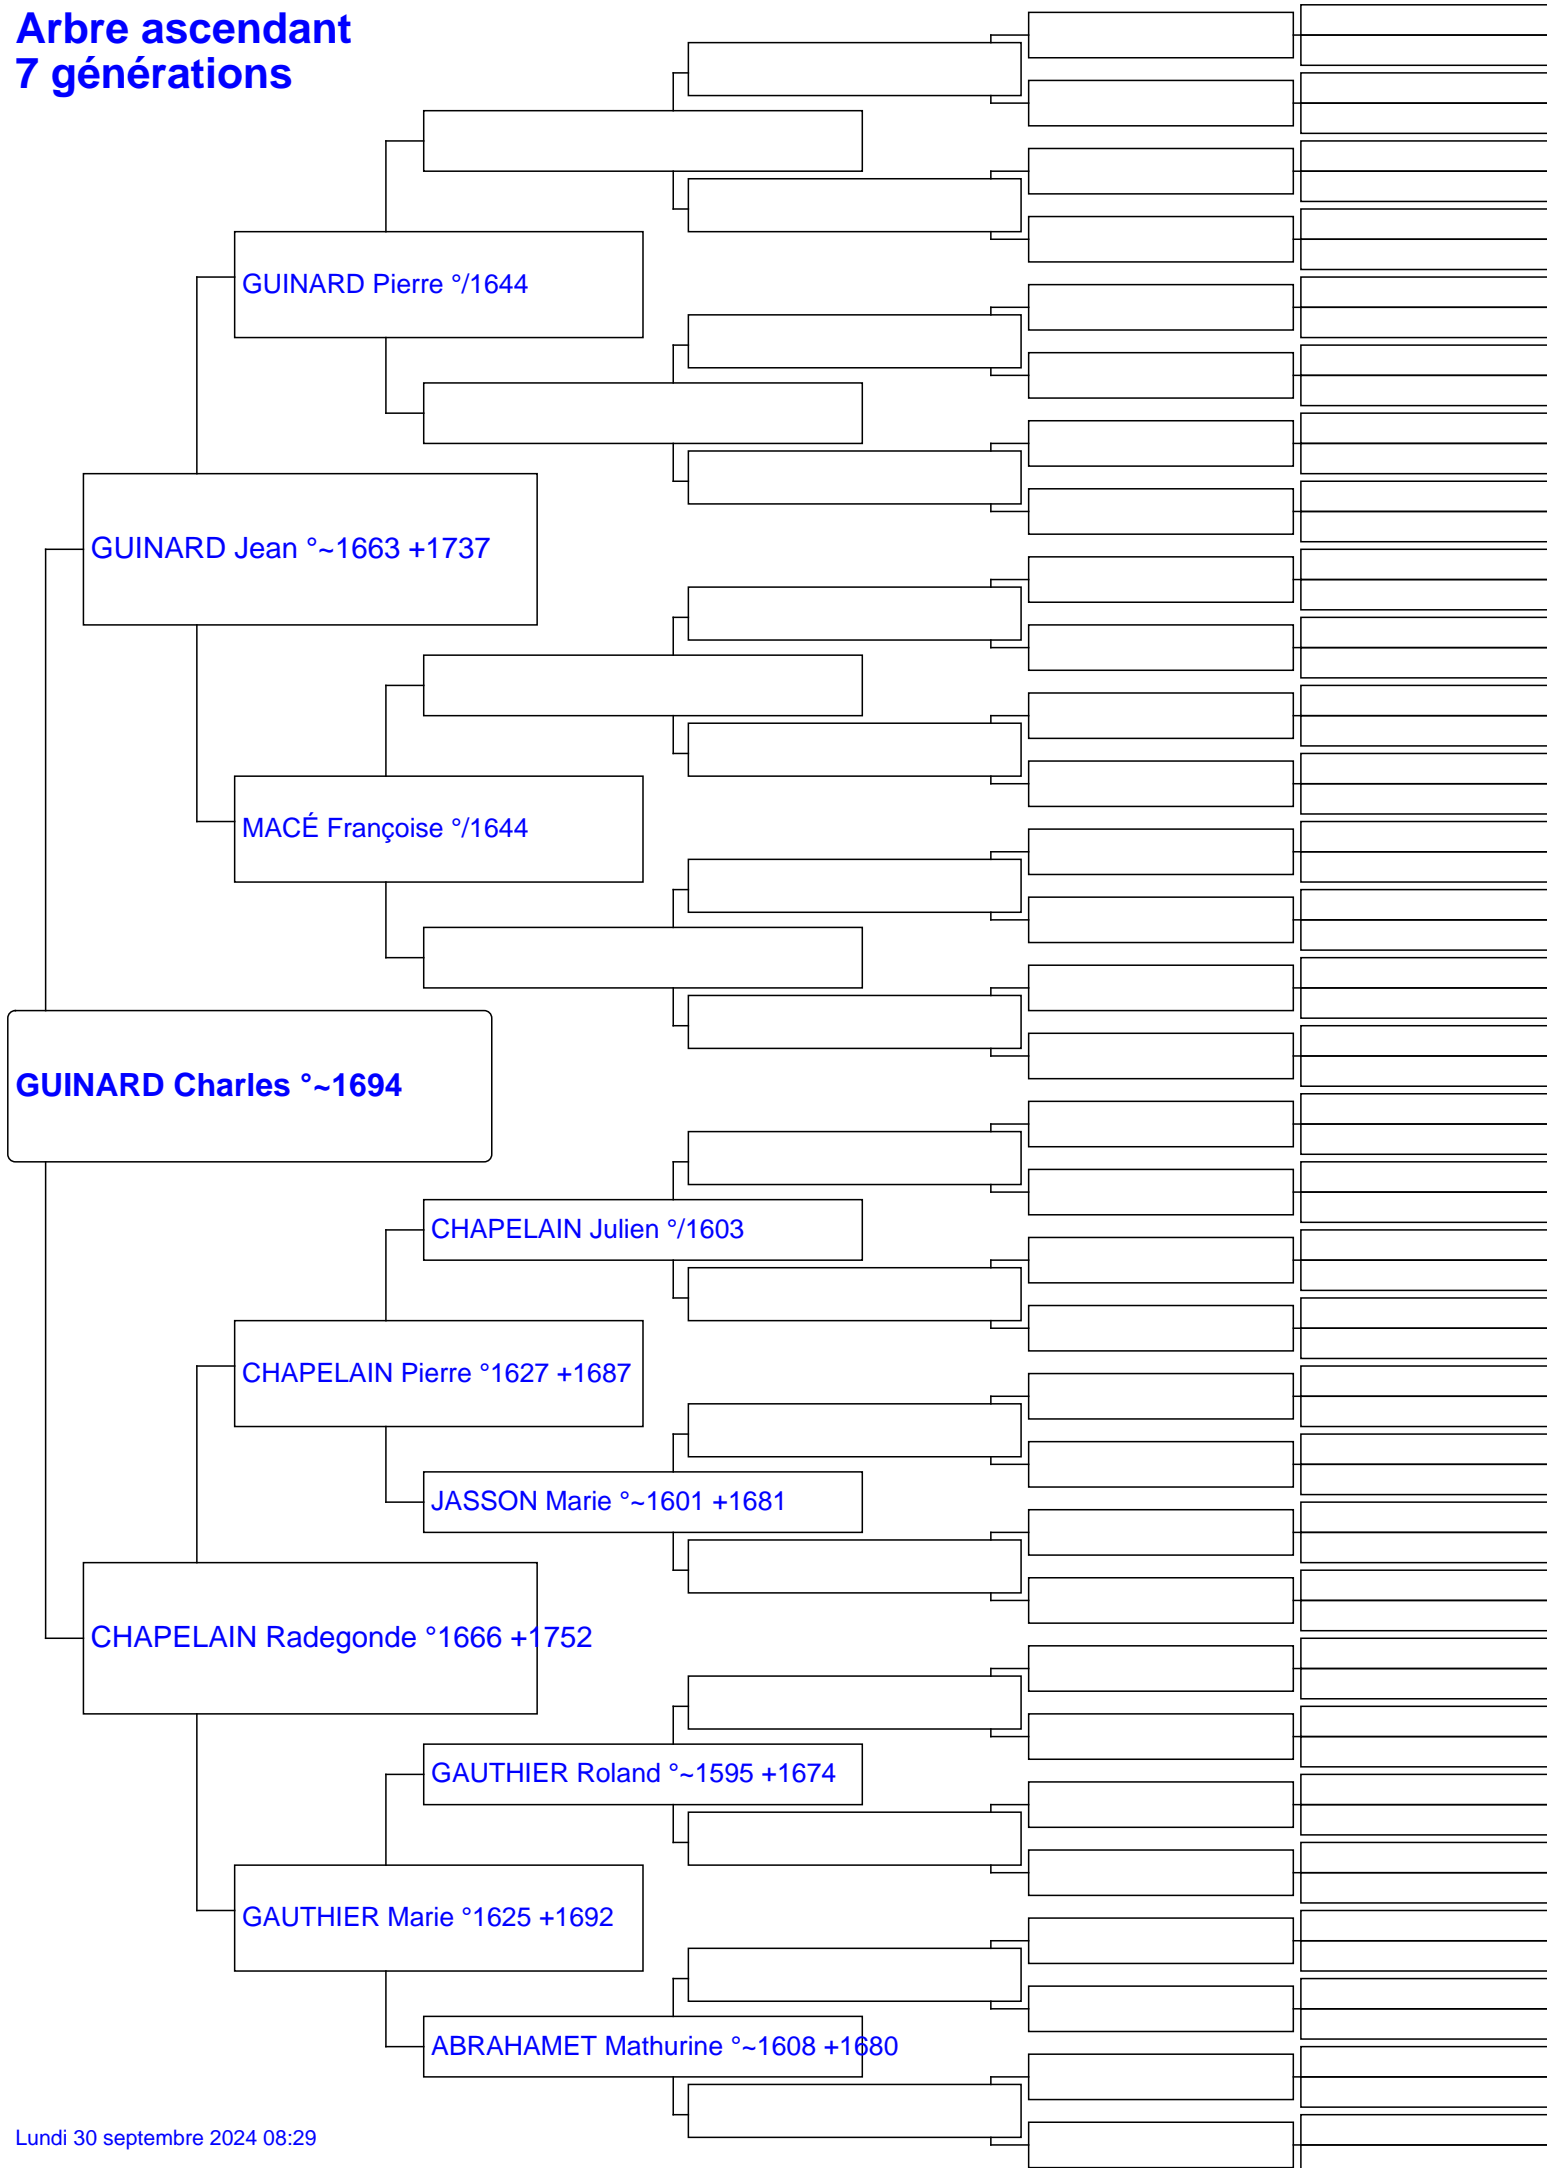 Arbre ascendant
7 générations
GUINARD Pierre °/1644
GUINARD Jean °~1663 +1737
MACÉ Françoise °/1644
GUINARD Charles °~1694
CHAPELAIN Julien °/1603
CHAPELAIN Pierre °1627 +1687
JASSON Marie °~1601 +1681
CHAPELAIN Radegonde °1666 +1752
GAUTHIER Roland °~1595 +1674
GAUTHIER Marie °1625 +1692
ABRAHAMET Mathurine °~1608 +1680
Lundi 30 septembre 2024 08:29